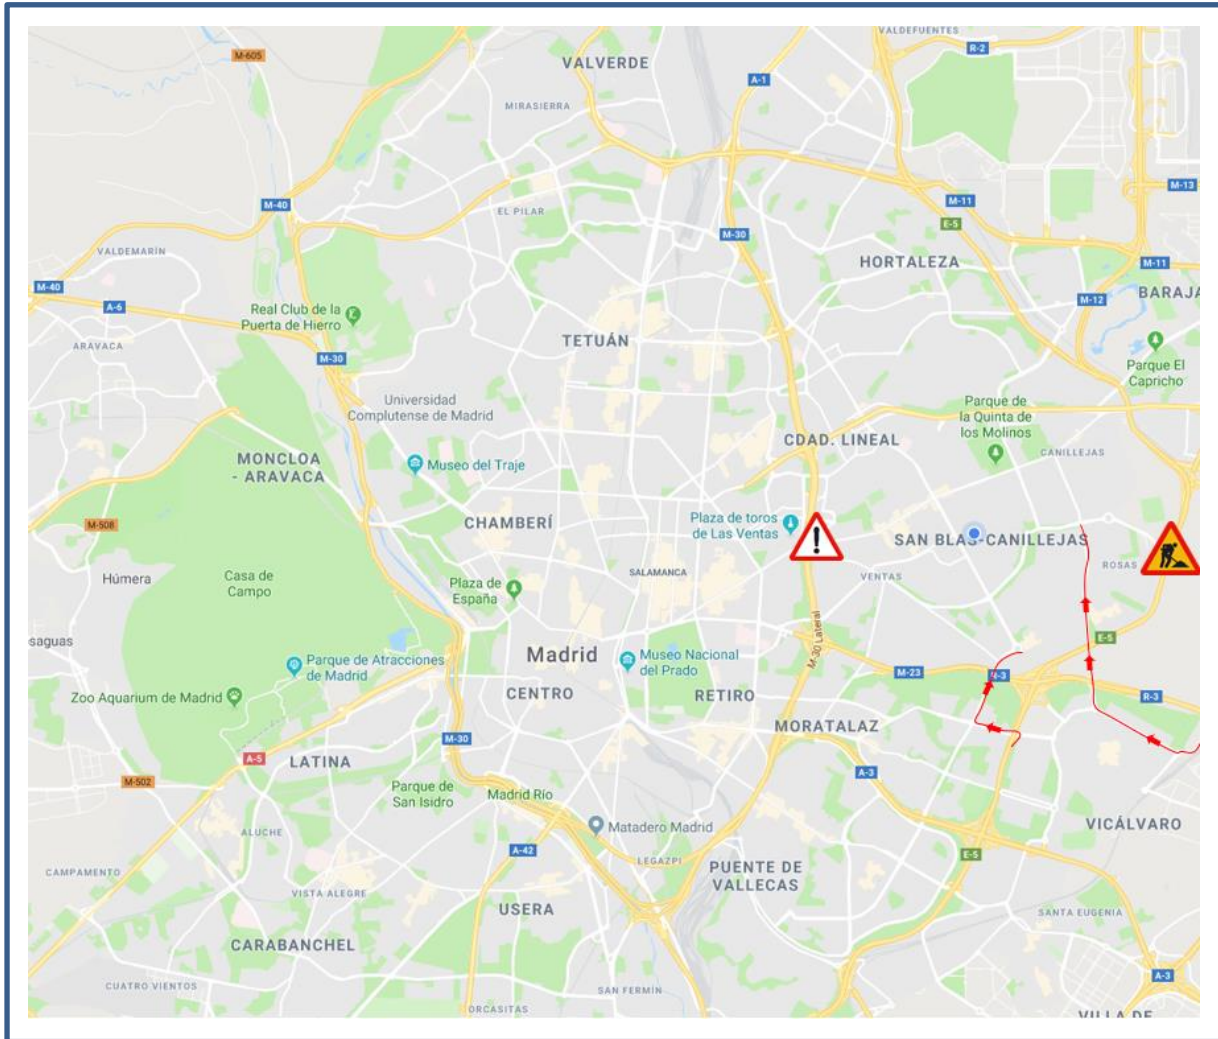 VALDEFUENTES
M-605
R-2
VALVERDE
A-1
MIRASIERRA
M-13
M-40
EL PILAR
M-11
E-5
M-30
VALDEMARÍN
HORTALEZA
M-11
M-40
BARAJA
A-6
M-12
Real Club de la
Puerta de Hierro
TETUÁN
ARAVACA
M-30
Parque El
Capricho
Universidad
Complutense de Madrid
Parque de
la Quinta de
los Molinos
CDAD. LINEAL
MONCLOA
- ARAVACA
Museo del Traje
CANILLEJAS
M-508
CHAMBERÍ
Plaza de toros
de Las Ventas
SAN BLAS-CANILLEJAS
ROSAS
Húmera
Casa de
Campo
SALAMANCA
VENTAS
Plaza de
España
M-30 Lateral
osaguas
Madrid
E-5
Parque de Atracciones
de Madrid
Museo Nacional
del Prado
M-23
R-3
R-3
Zoo Aquarium de Madrid
CENTRO
RETIRO
MORATALAZ
M-30
A-5
LATINA
A-3
M-502
Parque de
San Isidro
Madrid Río
VICÁLVARO
Matadero Madrid
ALUCHE
A-42
LEGAZPI
E-5
PUENTE DE
VALLECAS
CAMPAMENTO
VISTA ALEGRE
USERA
SANTA EUGENIA
CARABANCHEL
A-3
CUATRO VIENTOS
SAN FERMÍN
ORCASITAS
VILLA DE